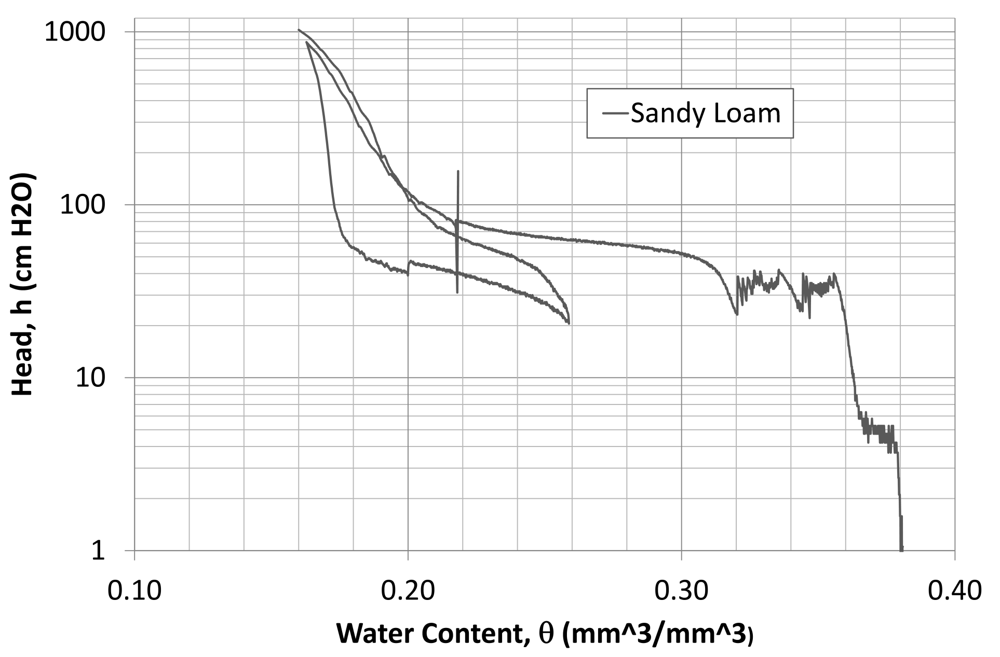 1000
100
10
1
Head, h (cm H2O)
Sandy Loam
0.10 0.20 0.30 0.40
Water Content, θ (mm^3/mm^3)